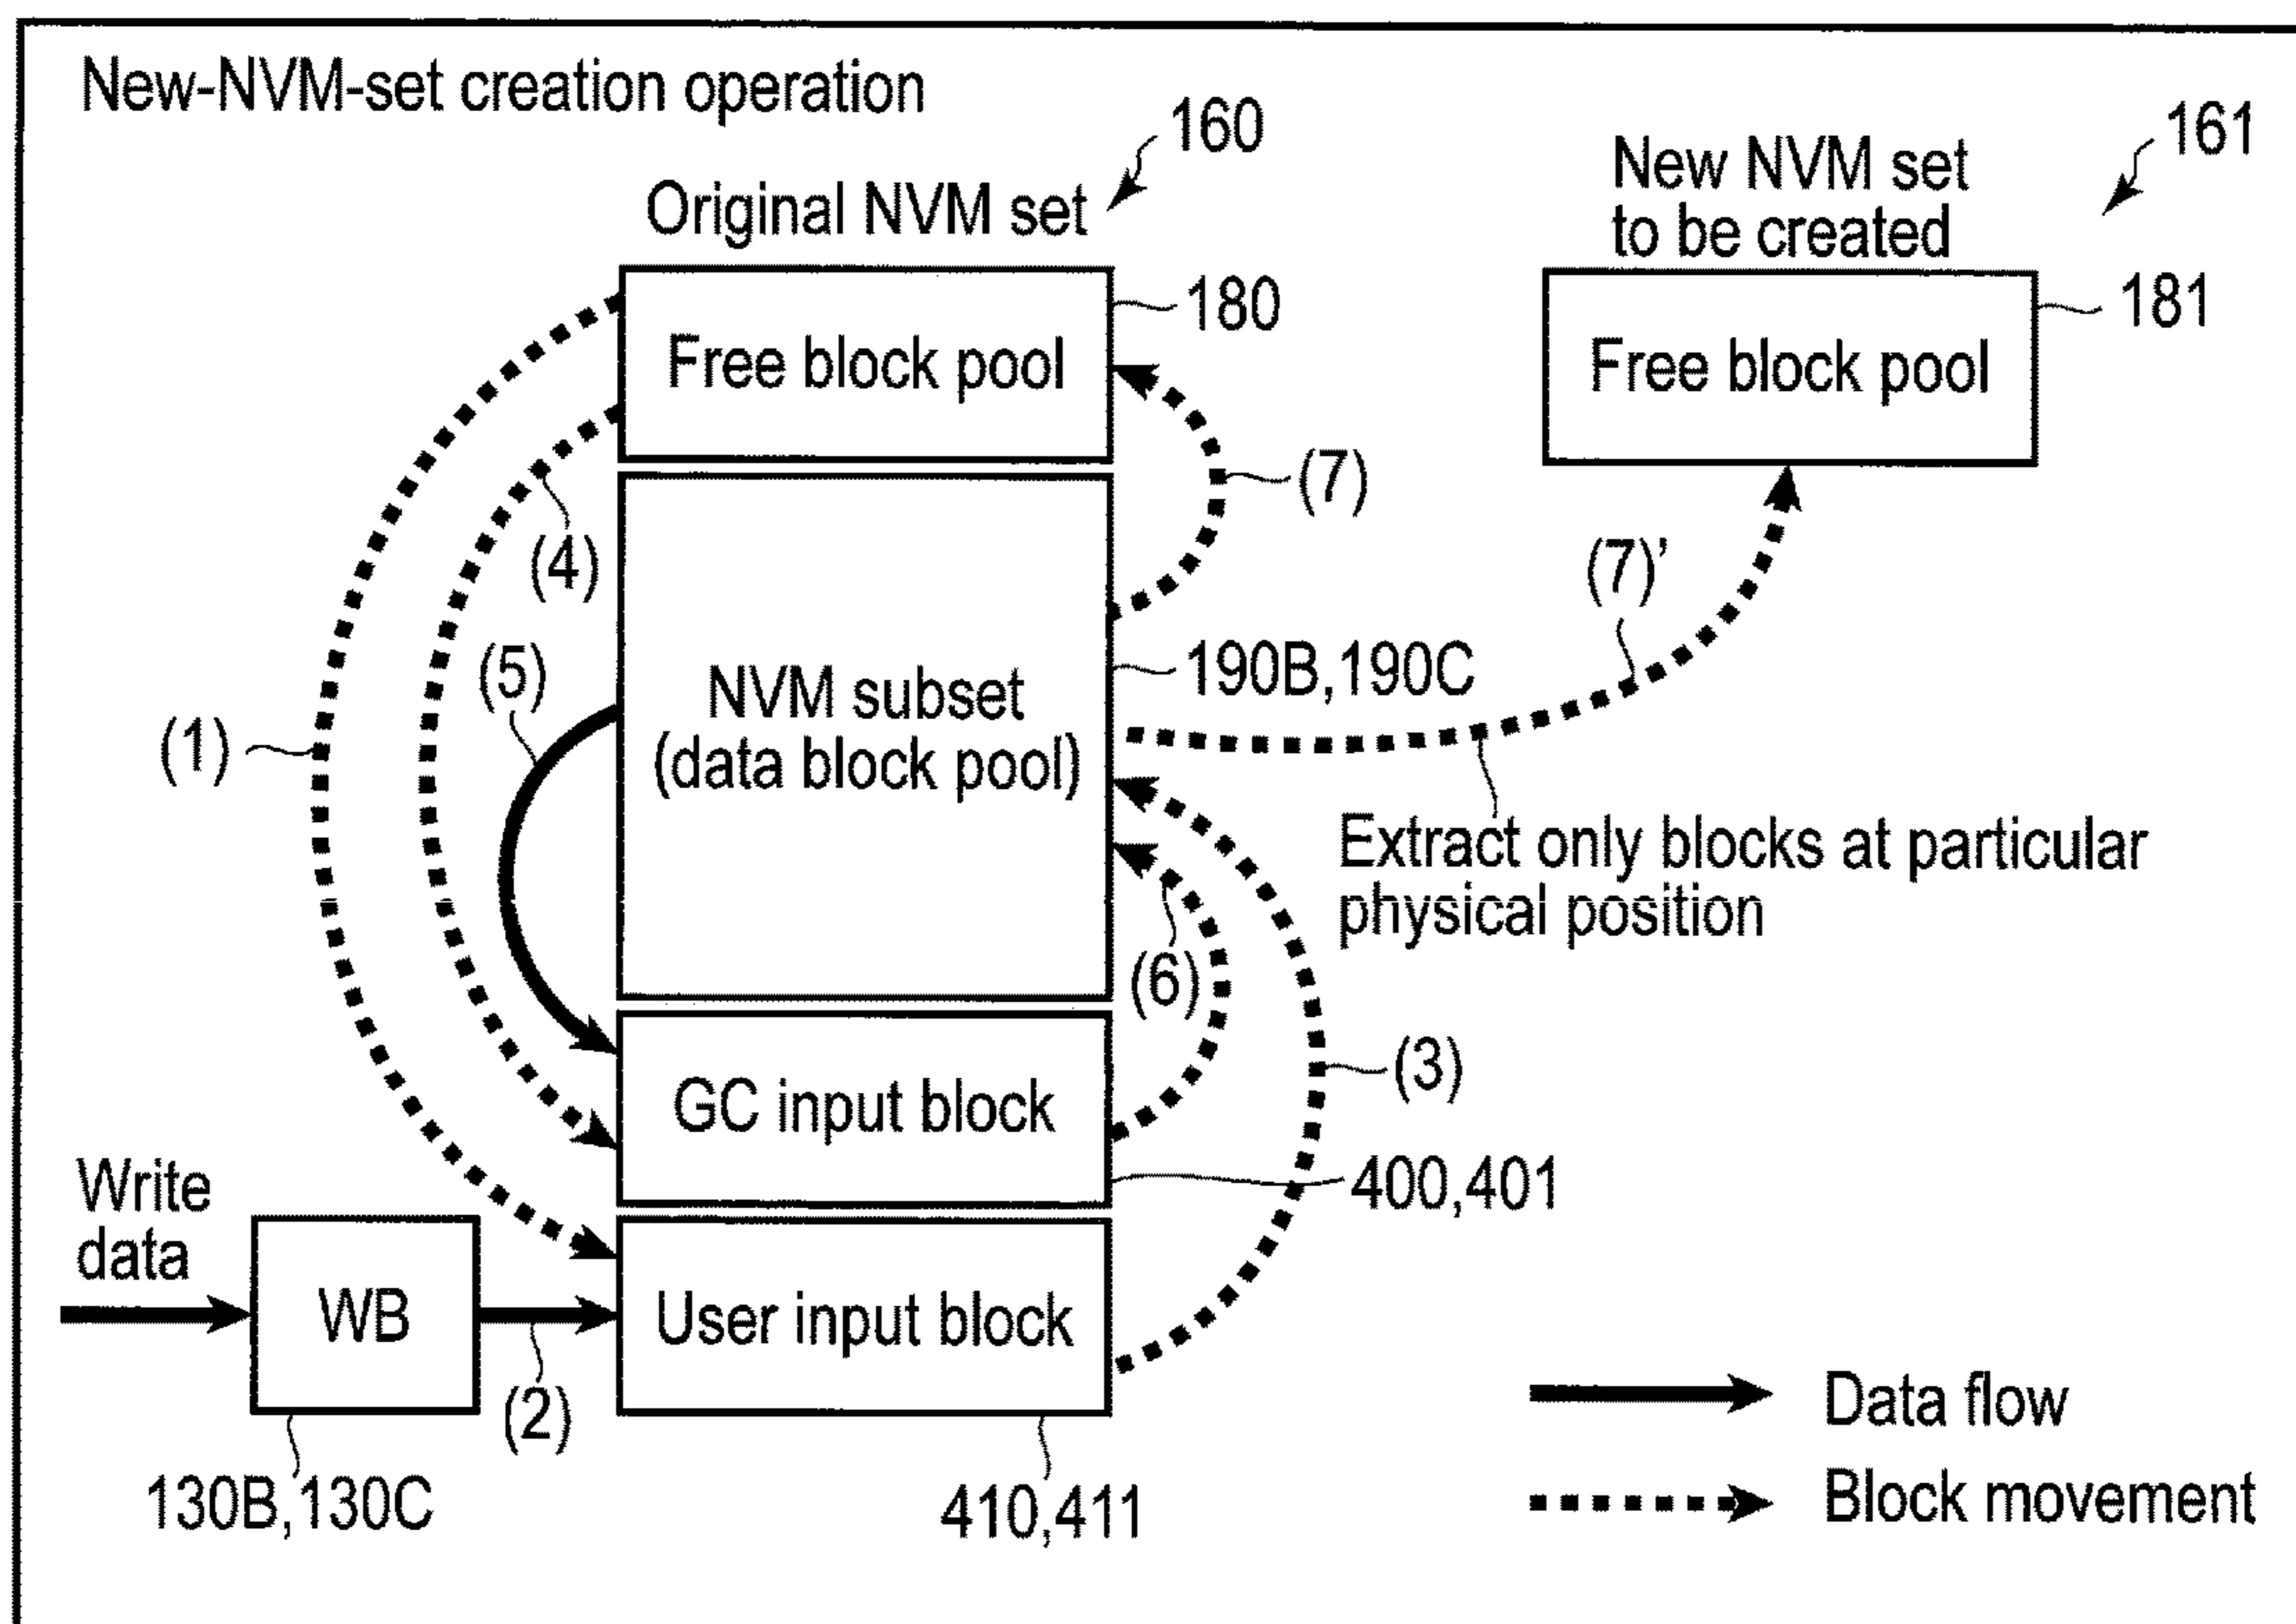 New-NVM-set creation operation
160
161
Original NVM set
New NVM set
to be created
180
181
Free block pool
Free block pool
(7)
(4)
(7)’
(5)
190B,190C
NVM subset
(data block pool)
(1)
Extract only blocks at particular
physical position
(6)
(3)
GC input block
400,401
Write
data
WB
User input block
(2)
130B,130C
410,411
Data flow
Block movement